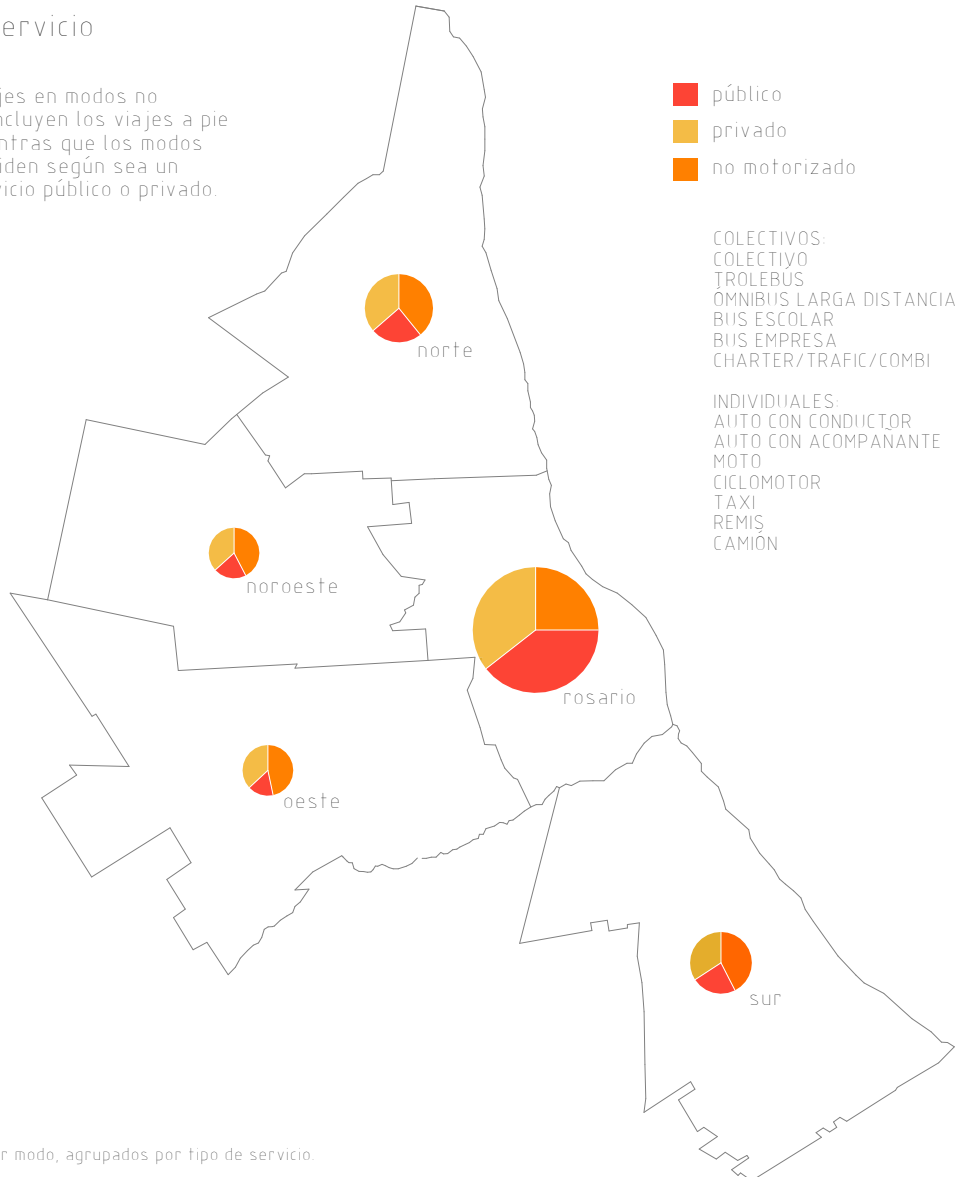 ervicio
jes en modos no
ncluyen los viajes a pie
ntras que los modos
iden según sea un
vicio público o privado.
público
privado
no motorizado
COLECTIVOS:
COLECTIVO
TROLEBÚS
ÓMNIBUS LARGA DISTANCIA
BUS ESCOLAR
BUS EMPRESA
CHARTER/TRAFIC/COMBI
INDIVIDUALES:
AUTO CON CONDUCTOR
AUTO CON ACOMPAÑANTE
MOTO
CICLOMOTOR
TAXI
REMIS
CAMIÓN
norte
noroeste
rosario
oeste
sur
r modo, agrupados por tipo de servicio.